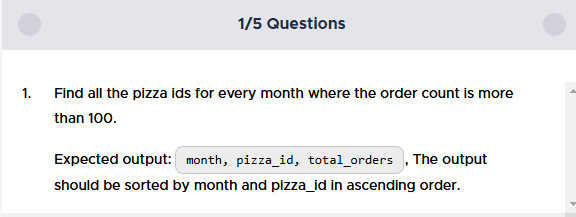 1/5 Questions
1. Find all the pizza ids for every month where the order count is more
than 100.
Expected output: month, pizza_id, total_orders , The output
should be sorted by month and pizza_id in ascending order.